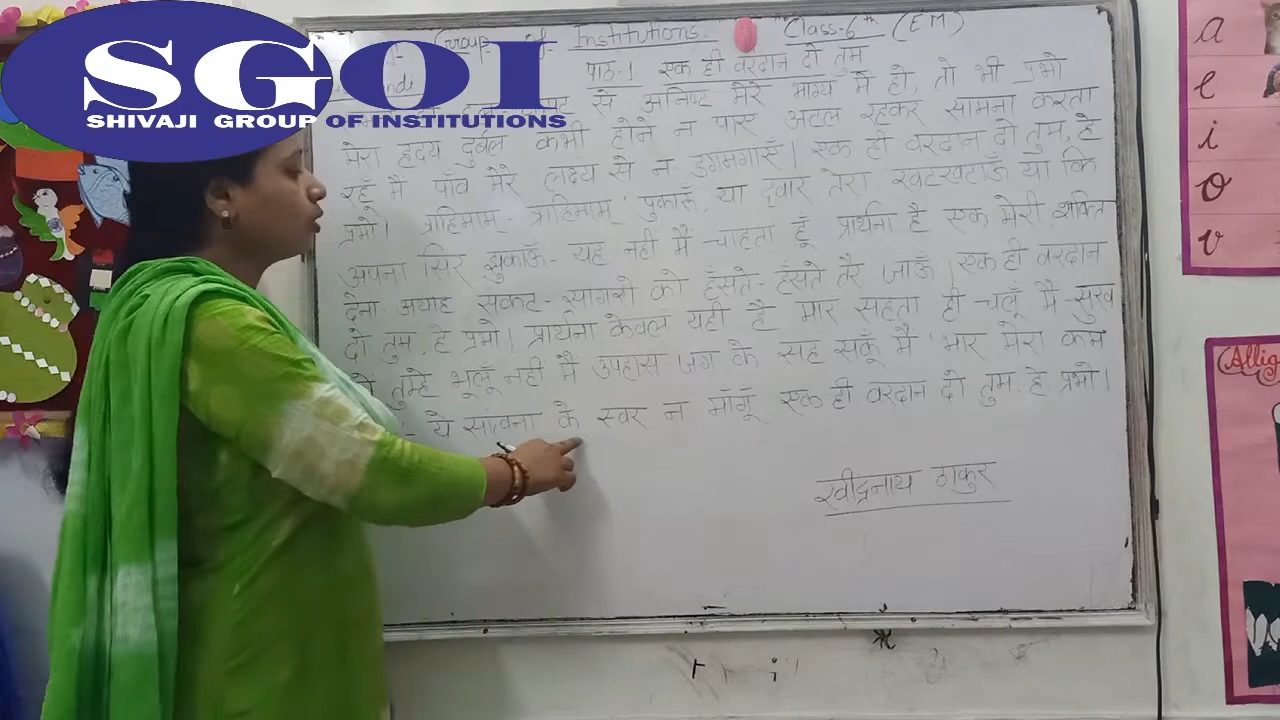 SGOI
SHIVAJI GROUP OF INSTITUTIONS
Group of Institutions. Class-6th (EM)
पाठ-1. एक ही वरदान दो तुम
से अनिष्ट मेरे भाग्य में हो, तो भी प्रभो
मेरा हृदय दुर्बल कभी होने न पाए अटल रहकर सामना करता
रहूँ मैं पाँव मेरे लक्ष्य से न डगमगाएँ। एक ही वरदान दो तुम, हे
प्रभो। त्राहिमाम्- त्राहिमाम् पुकारूँ, या द्वार तेरा खटखटाऊँ या कि
अपना सिर झुकाऊँ- यह नहीं मैं चाहता हूँ प्रार्थना है एक मेरी शक्ति
देना- अथाह संकट-सागरों को हँसते-हँसते तैर जाऊँ, एक ही वरदान
दो तुम, हे प्रभो। प्रार्थना केवल यही है मार सहता ही चलूँ मैं-सुख
तुम्हे भूलूँ नहीं मैं उपहास जग के सह सकूँ मैं 'भार मेरा कम
- ये सांत्वना के स्वर न माँगूँ एक ही वरदान दो तुम. हे प्रभो।
रवींद्रनाथ ठाकुर
a
e
i
o
v
Allig